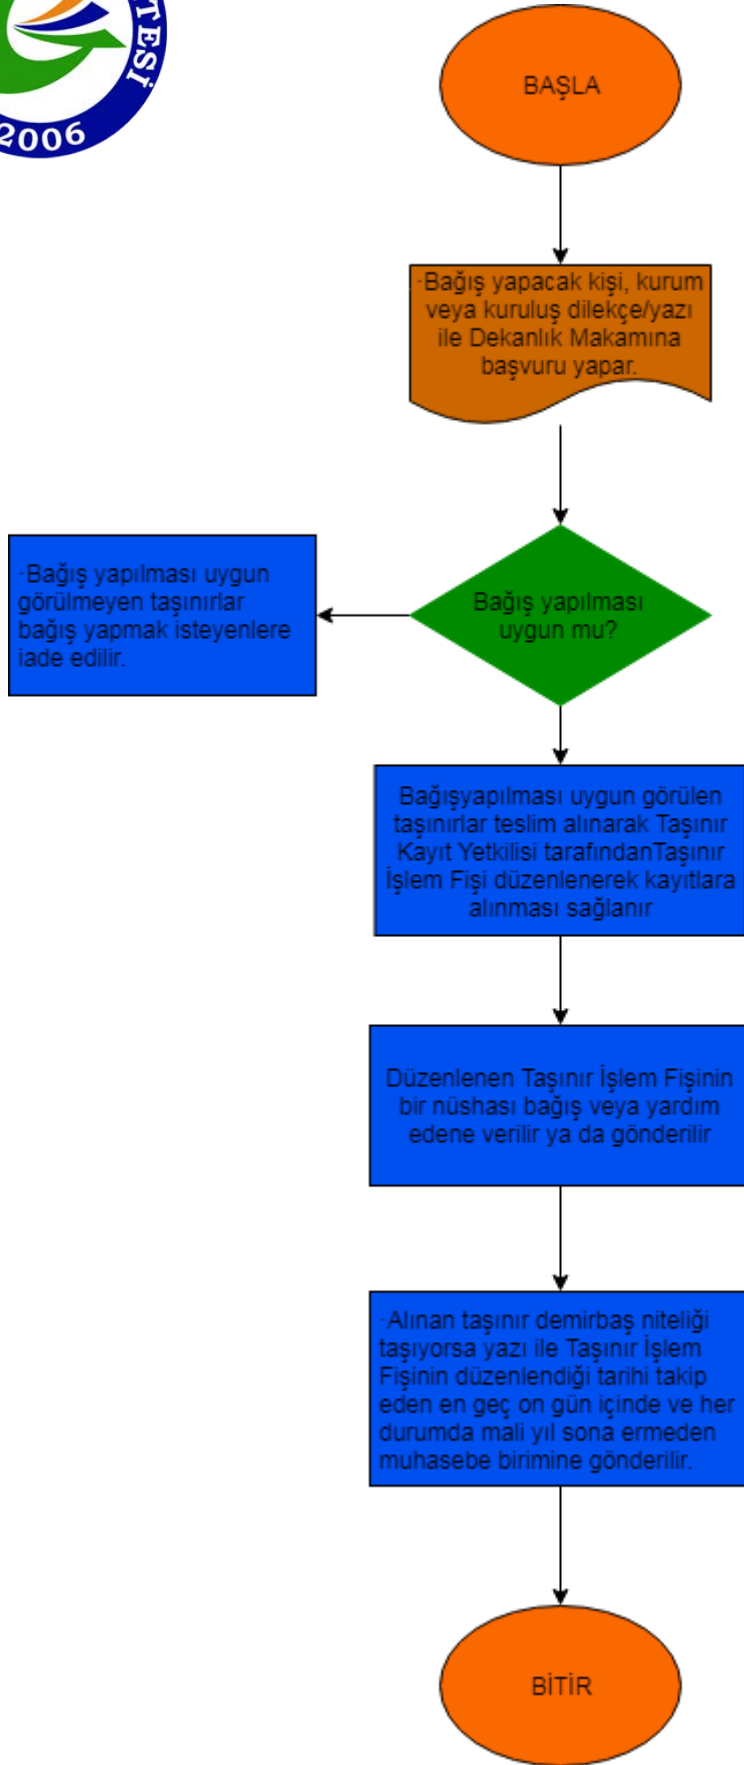 TESİ
2006
BAŞLA
·Bağış yapacak kişi, kurum
veya kuruluş dilekçe/yazı
ile Dekanlık Makamına
başvuru yapar.
Bağış yapılması
uygun mu?
·Bağış yapılması uygun
görülmeyen taşınırlar
bağış yapmak isteyenlere
iade edilir.
Bağışyapılması uygun görülen
taşınırlar teslim alınarak Taşınır
Kayıt Yetkilisi tarafındanTaşınır
İşlem Fişi düzenlenerek kayıtlara
alınması sağlanır
Düzenlenen Taşınır İşlem Fişinin
bir nüshası bağış veya yardım
edene verilir ya da gönderilir
·Alınan taşınır demirbaş niteliği
taşıyorsa yazı ile Taşınır İşlem
Fişinin düzenlendiği tarihi takip
eden en geç on gün içinde ve her
durumda mali yıl sona ermeden
muhasebe birimine gönderilir.
BİTİR